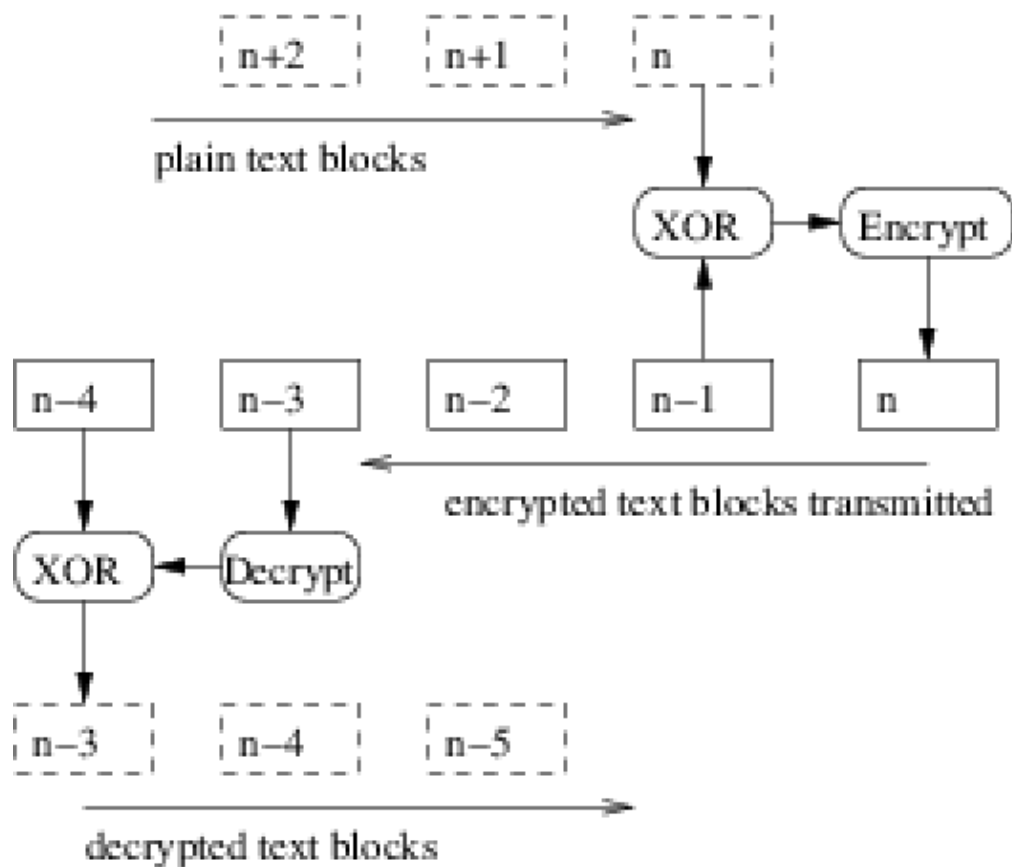 n+2 n+1 n
plain text blocks
XOR Encrypt
n−4 n−3 n−2 n−1 n
encrypted text blocks transmitted
XOR Decrypt
n−3 n−4 n−5
decrypted text blocks